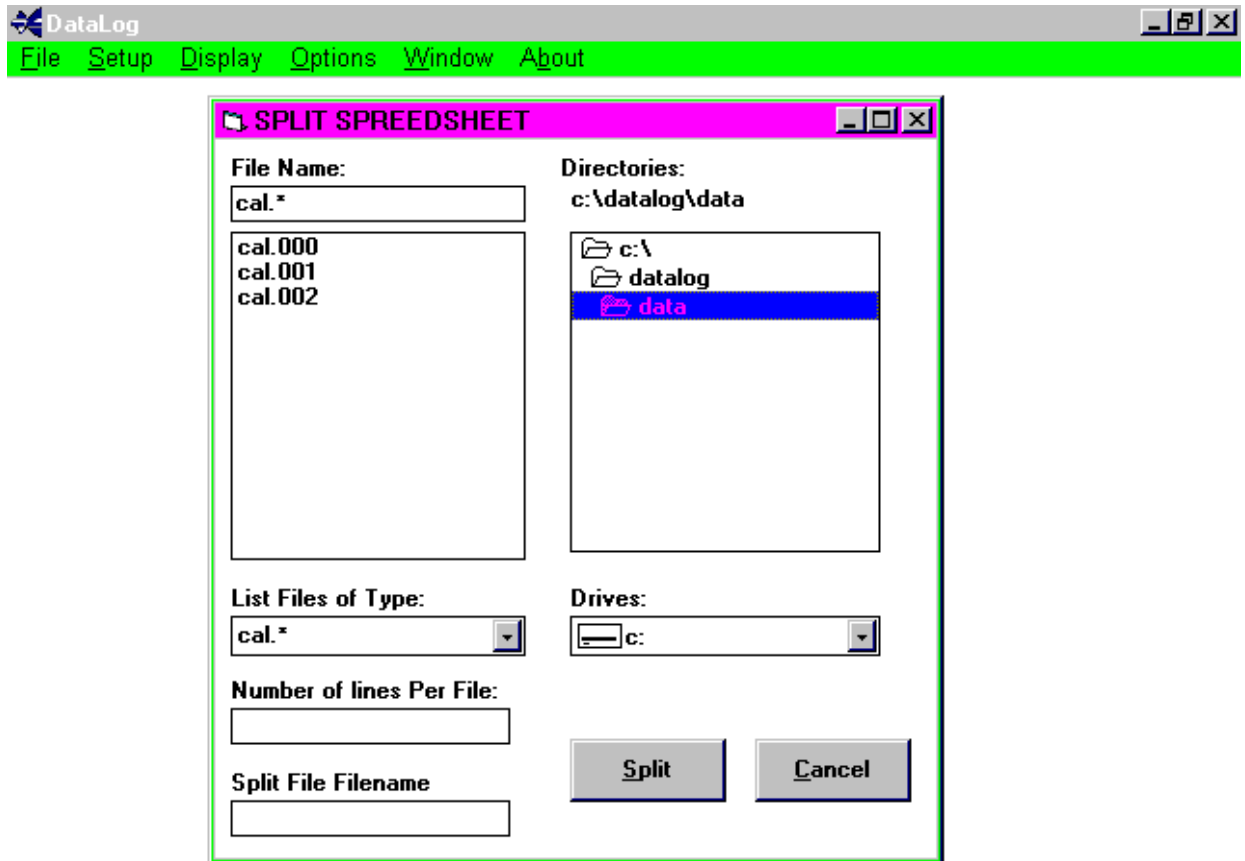 DataLog
File Setup Display Options Window About
SPLIT SPREEDSHEET
File Name:
cal.*
cal.000
cal.001
cal.002
Directories:
c:\datalog\data
c:\
datalog
data
List Files of Type:
cal.*
Drives:
c:
Number of lines Per File:
Split File Filename
Split Cancel